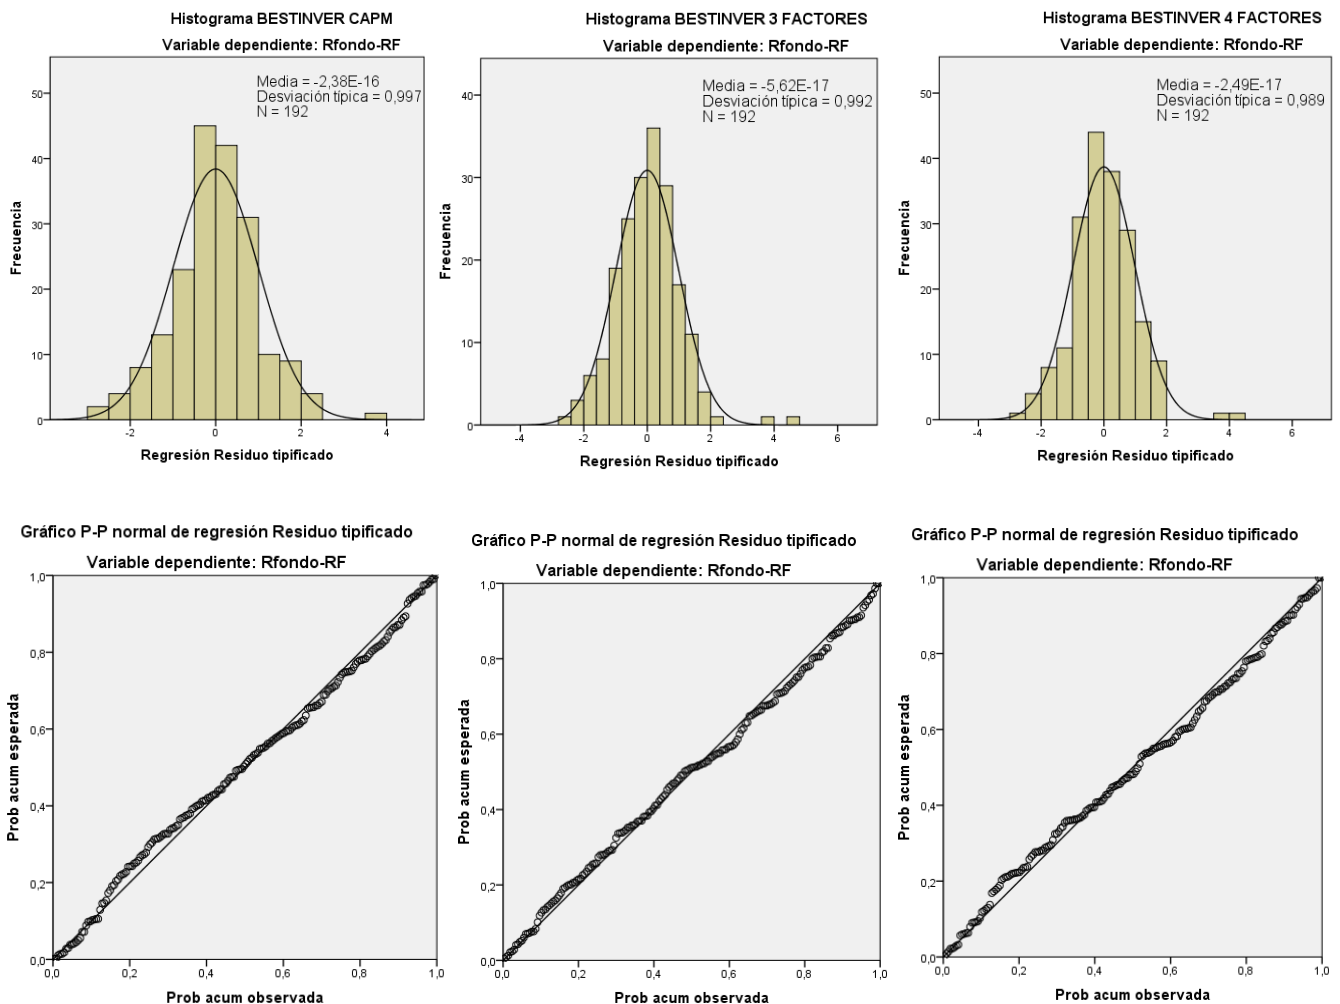 Histograma BESTINVER CAPM
Variable dependiente: Rfondo-RF
Media = -2,38E-16
Desviación típica = 0,997
N = 192
50
40
30
20
10
0
Frecuencia
-2
0
2
4
Regresión Residuo tipificado
Histograma BESTINVER 3 FACTORES
Variable dependiente: Rfondo-RF
Media = -5,62E-17
Desviación típica = 0,992
N = 192
40
30
20
10
0
Frecuencia
-4
-2
0
2
4
6
Regresión Residuo tipificado
Histograma BESTINVER 4 FACTORES
Variable dependiente: Rfondo-RF
Media = -2,49E-17
Desviación típica = 0,989
N = 192
50
40
30
20
10
0
Frecuencia
-4
-2
0
2
4
6
Regresión Residuo tipificado
Gráfico P-P normal de regresión Residuo tipificado
Variable dependiente: Rfondo-RF
1,0
0,8
0,6
0,4
0,2
0,0
Prob acum esperada
0,0
0,2
0,4
0,6
0,8
1,0
Prob acum observada
Gráfico P-P normal de regresión Residuo tipificado
Variable dependiente: Rfondo-RF
1,0
0,8
0,6
0,4
0,2
0,0
Prob acum esperada
0,0
0,2
0,4
0,6
0,8
1,0
Prob acum observada
Gráfico P-P normal de regresión Residuo tipificado
Variable dependiente: Rfondo-RF
1,0
0,8
0,6
0,4
0,2
0,0
Prob acum esperada
0,2
0,4
0,6
0,8
1,0
Prob acum observada